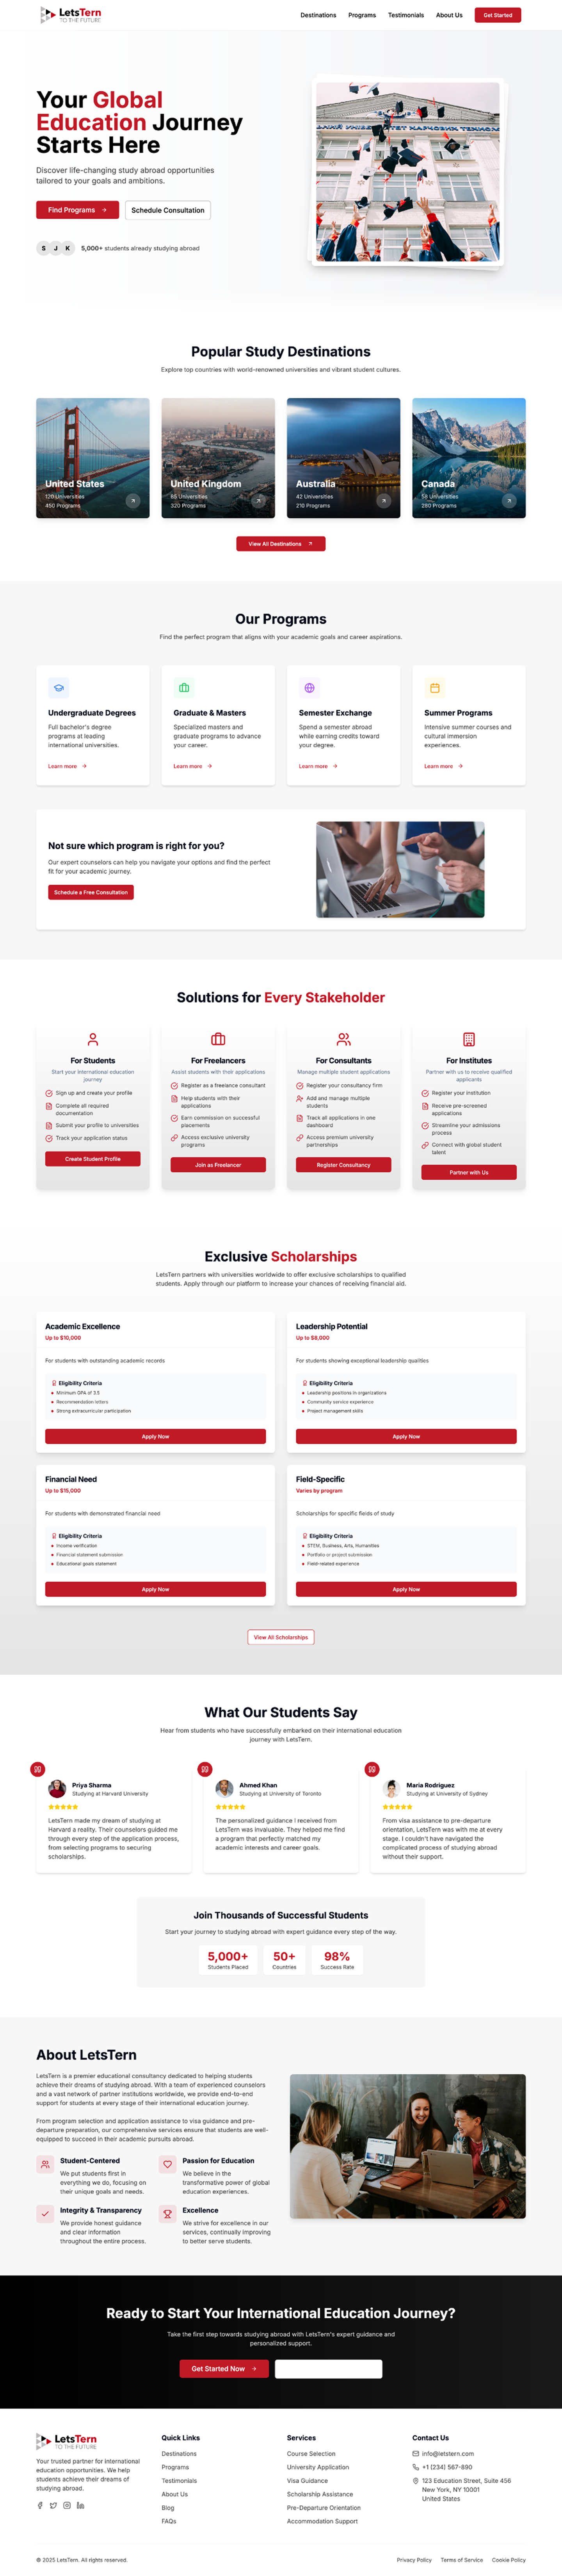 LetsTern
TO THE FUTURE
Destinations
Programs
Testimonials
About Us
Get Started
Your Global
Education Journey
Starts Here
Discover life-changing study abroad opportunities
tailored to your goals and ambitions.
Find Programs
Schedule Consultation
S J K
5,000+ students already studying abroad
Popular Study Destinations
Explore top countries with world-renowned universities and vibrant student cultures.
United States
120 Universities
450 Programs
United Kingdom
85 Universities
320 Programs
Australia
42 Universities
210 Programs
Canada
56 Universities
280 Programs
View All Destinations
Our Programs
Find the perfect program that aligns with your academic goals and career aspirations.
Undergraduate Degrees
Full bachelor's degree
programs at leading
international universities.
Learn more
Graduate & Masters
Specialized masters and
graduate programs to advance
your career.
Learn more
Semester Exchange
Spend a semester abroad
while earning credits toward
your degree.
Learn more
Summer Programs
Intensive summer courses and
cultural immersion
experiences.
Learn more
Not sure which program is right for you?
Our expert counselors can help you navigate your options and find the perfect
fit for your academic journey.
Schedule a Free Consultation
Solutions for Every Stakeholder
For Students
Start your international education
journey
Sign up and create your profile
Complete all required
documentation
Submit your profile to universities
Track your application status
Create Student Profile
For Freelancers
Assist students with their applications
Register as a freelance consultant
Help students with their
applications
Earn commission on successful
placements
Access exclusive university
programs
Join as Freelancer
For Consultants
Manage multiple student applications
Register your consultancy firm
Add and manage multiple
students
Track all applications in one
dashboard
Access premium university
partnerships
Register Consultancy
For Institutes
Partner with us to receive qualified
applicants
Register your institution
Receive pre-screened
applications
Streamline your admissions
process
Connect with global student
talent
Partner with Us
Exclusive Scholarships
LetsTern partners with universities worldwide to offer exclusive scholarships to qualified
students. Apply through our platform to increase your chances of receiving financial aid.
Academic Excellence
Up to $10,000
For students with outstanding academic records
Eligibility Criteria
Minimum GPA of 3.5
Recommendation letters
Strong extracurricular participation
Apply Now
Leadership Potential
Up to $8,000
For students showing exceptional leadership qualities
Eligibility Criteria
Leadership positions in organizations
Community service experience
Project management skills
Apply Now
Financial Need
Up to $15,000
For students with demonstrated financial need
Eligibility Criteria
Income verification
Financial statement submission
Educational goals statement
Apply Now
Field-Specific
Varies by program
Scholarships for specific fields of study
Eligibility Criteria
STEM, Business, Arts, Humanities
Portfolio or project submission
Field-related experience
Apply Now
View All Scholarships
What Our Students Say
Hear from students who have successfully embarked on their international education
journey with LetsTern.
Priya Sharma
Studying at Harvard University
LetsTern made my dream of studying at
Harvard a reality. Their counselors guided me
through every step of the application process,
from selecting programs to securing
scholarships.
Ahmed Khan
Studying at University of Toronto
The personalized guidance I received from
LetsTern was invaluable. They helped me find
a program that perfectly matched my
academic interests and career goals.
Maria Rodriguez
Studying at University of Sydney
From visa assistance to pre-departure
orientation, LetsTern was with me at every
stage. I couldn't have navigated the
complicated process of studying abroad
without their support.
Join Thousands of Successful Students
Start your journey to studying abroad with expert guidance every step of the way.
5,000+
Students Placed
50+
Countries
98%
Success Rate
About LetsTern
LetsTern is a premier educational consultancy dedicated to helping students
achieve their dreams of studying abroad. With a team of experienced counselors
and a vast network of partner institutions worldwide, we provide end-to-end
support for students at every stage of their international education journey.
From program selection and application assistance to visa guidance and pre-
departure preparation, our comprehensive services ensure that students are well-
equipped to succeed in their academic pursuits abroad.
Student-Centered
We put students first in
everything we do, focusing on
their unique goals and needs.
Passion for Education
We believe in the
transformative power of global
education experiences.
Integrity & Transparency
We provide honest guidance
and clear information
throughout the entire process.
Excellence
We strive for excellence in our
services, continually improving
to better serve students.
Ready to Start Your International Education Journey?
Take the first step towards studying abroad with LetsTern's expert guidance and
personalized support.
Get Started Now
LetsTern
TO THE FUTURE
Your trusted partner for international
education opportunities. We help
students achieve their dreams of
studying abroad.
Quick Links
Destinations
Programs
Testimonials
About Us
Blog
FAQs
Services
Course Selection
University Application
Visa Guidance
Scholarship Assistance
Pre-Departure Orientation
Accommodation Support
Contact Us
info@letstern.com
+1 (234) 567-890
123 Education Street, Suite 456
New York, NY 10001
United States
© 2025 LetsTern. All rights reserved.
Privacy Policy
Terms of Service
Cookie Policy